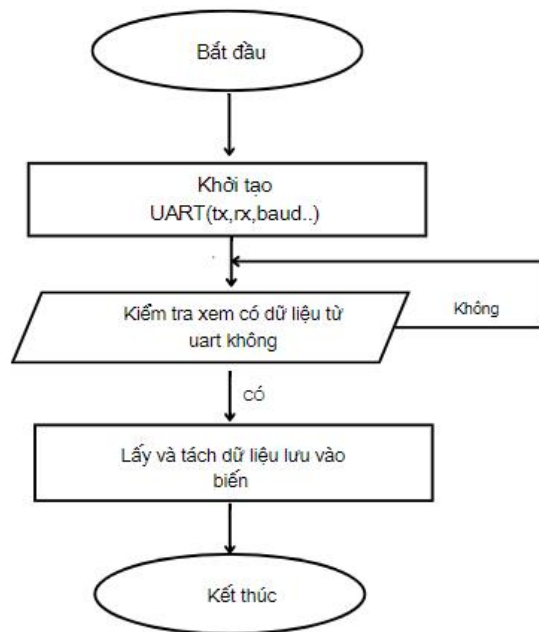 Bắt đầu
Khởi tạo
UART(tx,rx,baud..)
Kiểm tra xem có dữ liệu từ
uart không
Không
có
Lấy và tách dữ liệu lưu vào
biến
Kết thúc